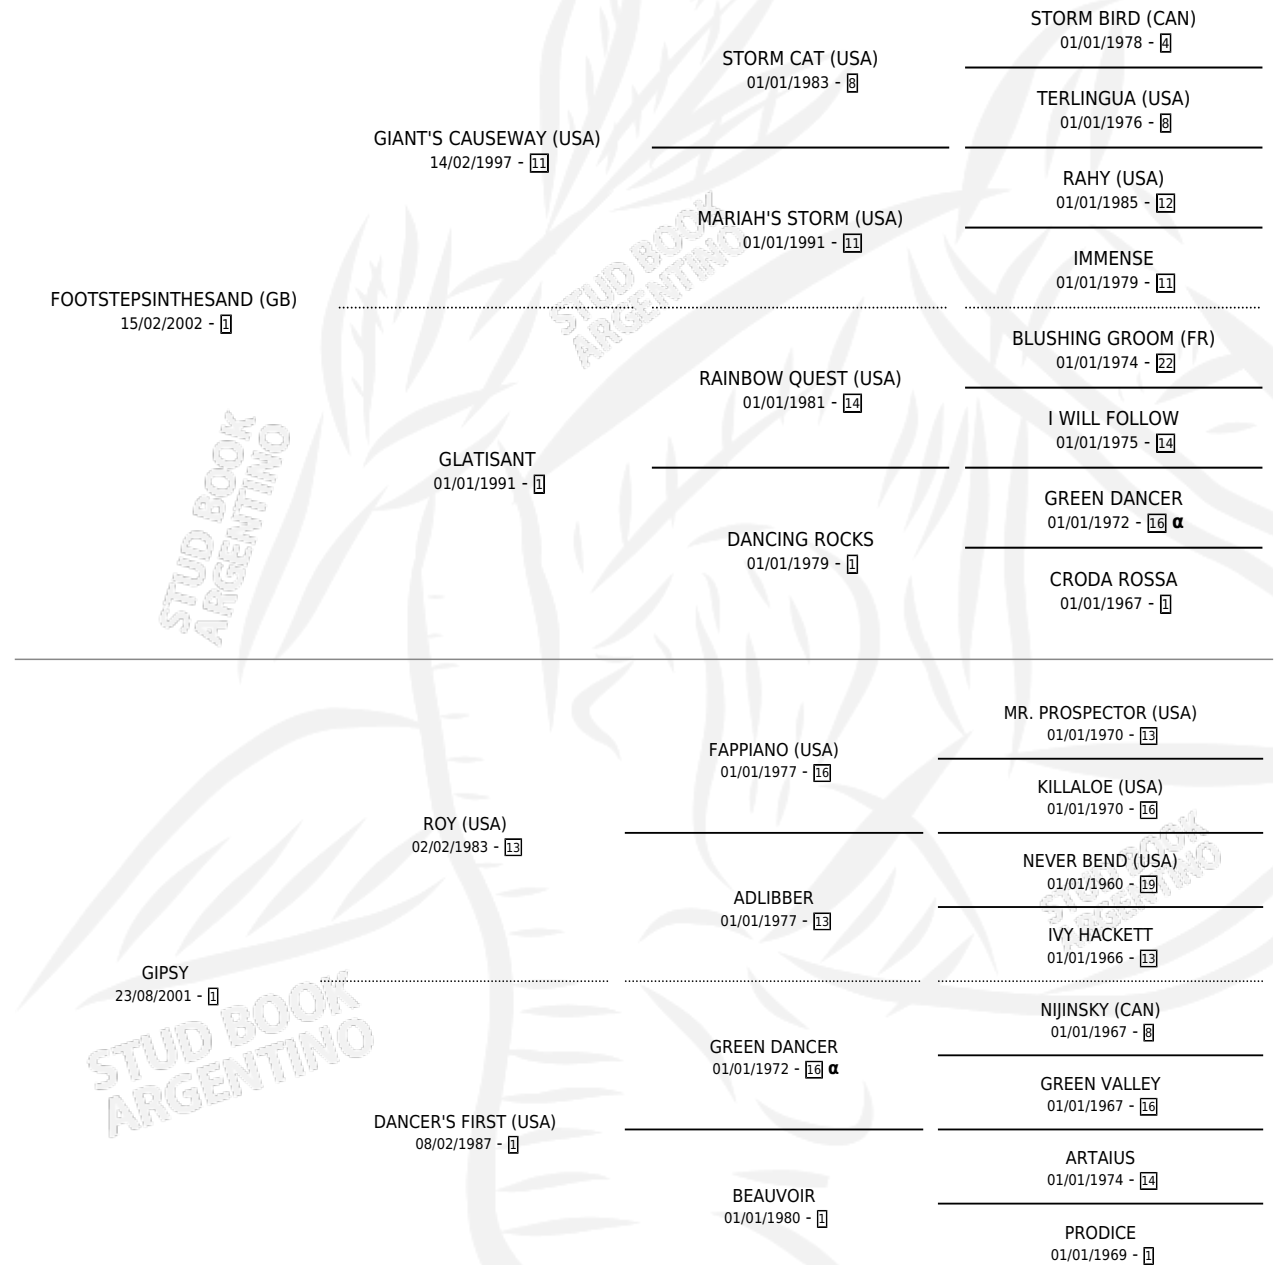 STORM BIRD (CAN)
01/01/1978 - 4
STORM CAT (USA)
01/01/1983 - 8
TERLINGUA (USA)
01/01/1976 - 8
GIANT'S CAUSEWAY (USA)
14/02/1997 - 11
RAHY (USA)
01/01/1985 - 12
MARIAH'S STORM (USA)
01/01/1991 - 11
IMMENSE
01/01/1979 - 11
FOOTSTEPSINTHESAND (GB)
15/02/2002 - 1
BLUSHING GROOM (FR)
01/01/1974 - 22
RAINBOW QUEST (USA)
01/01/1981 - 14
I WILL FOLLOW
01/01/1975 - 14
GLATISANT
01/01/1991 - 1
GREEN DANCER
01/01/1972 - 16 α
DANCING ROCKS
01/01/1979 - 1
CRODA ROSSA
01/01/1967 - 1
STUD BOOK
ARGENTINO
STUD BOOK
ARGENTINO
MR. PROSPECTOR (USA)
01/01/1970 - 13
FAPPIANO (USA)
01/01/1977 - 16
KILLALOE (USA)
01/01/1970 - 16
ROY (USA)
02/02/1983 - 13
NEVER BEND (USA)
01/01/1960 - 19
ADLIBBER
01/01/1977 - 13
IVY HACKETT
01/01/1966 - 13
GIPSY
23/08/2001 - 1
NIJINSKY (CAN)
01/01/1967 - 8
GREEN DANCER
01/01/1972 - 16 α
GREEN VALLEY
01/01/1967 - 16
DANCER'S FIRST (USA)
08/02/1987 - 1
ARTAIUS
01/01/1974 - 14
BEAUVOIR
01/01/1980 - 1
PRODICE
01/01/1969 - 1
STUD BOOK
ARGENTINO
STUD BOOK
ARGENTINO